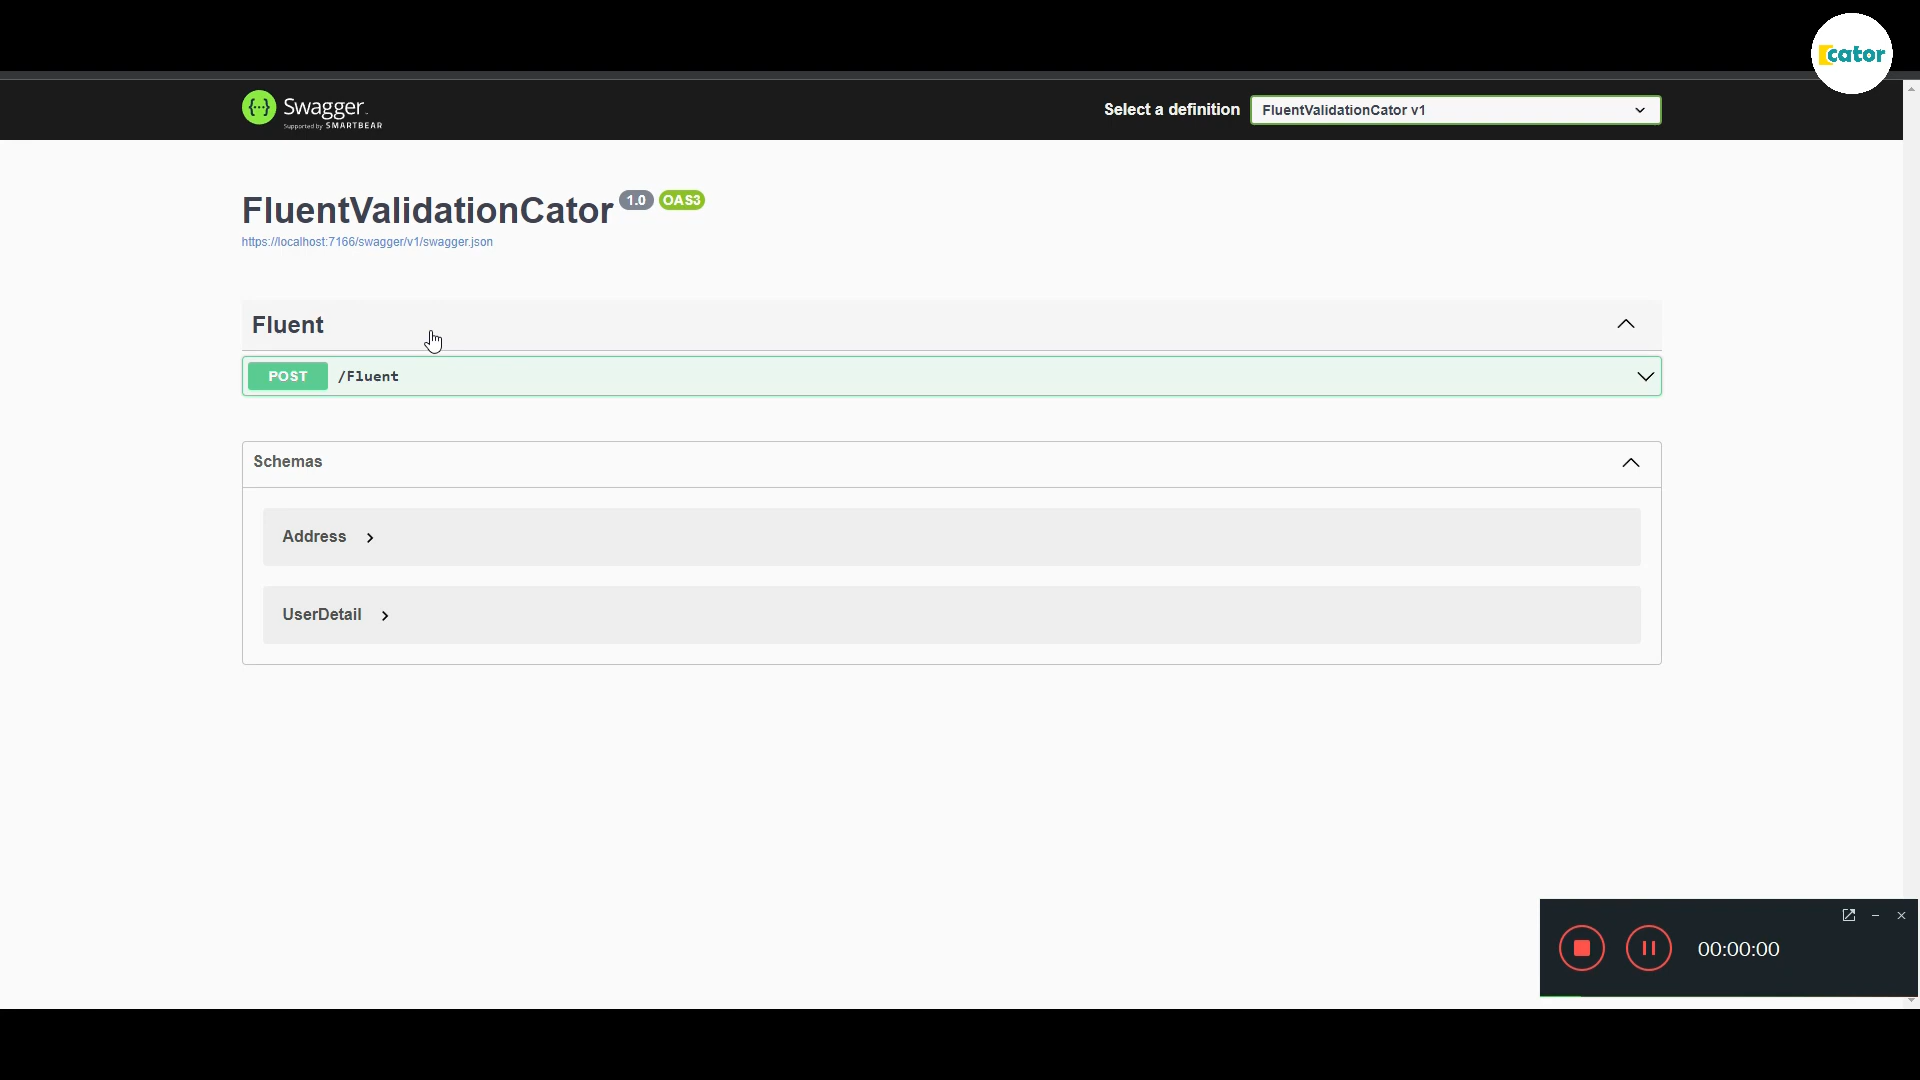 cator
Swagger
Supported by SMARTBEAR
Select a definition
FluentValidationCator v1
FluentValidationCator 1.0 OAS3
https://localhost:7166/swagger/v1/swagger.json
Fluent
POST /Fluent
Schemas
Address
UserDetail
00:00:00